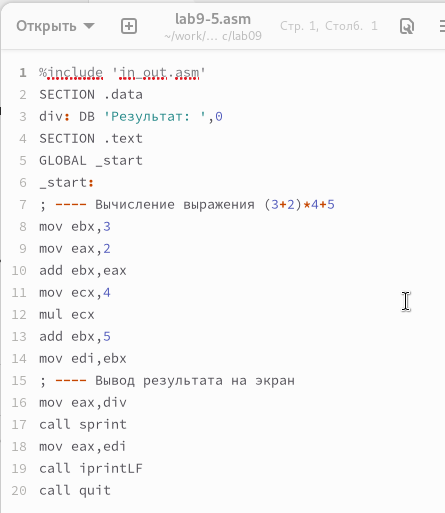 Открыть
lab9-5.asm
~/work/... c/lab09
Стр. 1, Столб. 1
1 %include 'in_out.asm'
2 SECTION .data
3 div: DB 'Результат: ',0
4 SECTION .text
5 GLOBAL _start
6 _start:
7 ; ---- Вычисление выражения (3+2)*4+5
8 mov ebx,3
9 mov eax,2
10 add ebx,eax
11 mov ecx,4
12 mul ecx
13 add ebx,5
14 mov edi,ebx
15 ; ---- Вывод результата на экран
16 mov eax,div
17 call sprint
18 mov eax,edi
19 call iprintLF
20 call quit